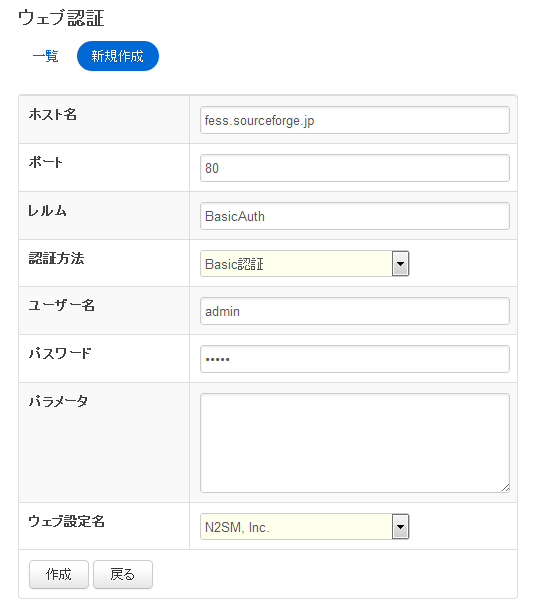 ウェブ認証
一覧 新規作成
ホスト名 fess.sourceforge.jp
ポート 80
レルム BasicAuth
認証方法 Basic認証
ユーザー名 admin
パスワード •••••
パラメータ
ウェブ設定名 N2SM, Inc.
作成 戻る